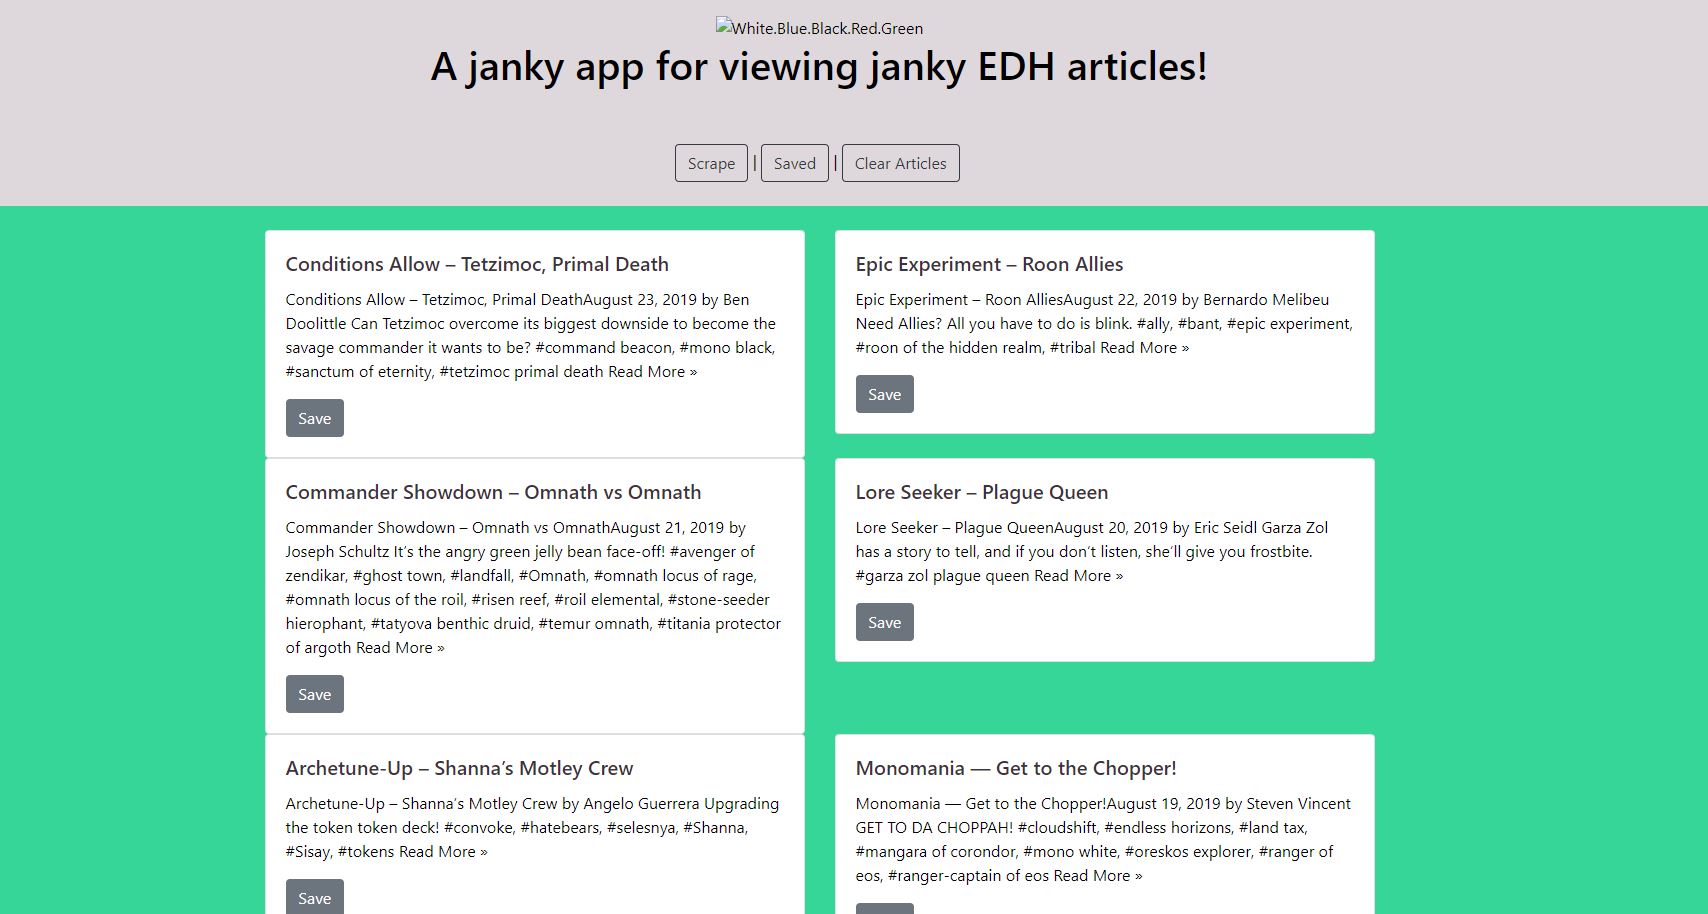 White.Blue.Black.Red.Green
A janky app for viewing janky EDH articles!
Scrape | Saved | Clear Articles
Conditions Allow – Tetzimoc, Primal Death
Conditions Allow – Tetzimoc, Primal DeathAugust 23, 2019 by Ben
Doolittle Can Tetzimoc overcome its biggest downside to become the
savage commander it wants to be? #command beacon, #mono black,
#sanctum of eternity, #tetzimoc primal death Read More »
Save
Epic Experiment – Roon Allies
Epic Experiment – Roon AlliesAugust 22, 2019 by Bernardo Melibeu
Need Allies? All you have to do is blink. #ally, #bant, #epic experiment,
#roon of the hidden realm, #tribal Read More »
Save
Commander Showdown – Omnath vs Omnath
Commander Showdown – Omnath vs OmnathAugust 21, 2019 by
Joseph Schultz It’s the angry green jelly bean face-off! #avenger of
zendikar, #ghost town, #landfall, #Omnath, #omnath locus of rage,
#omnath locus of the roil, #risen reef, #roil elemental, #stone-seeder
hierophant, #tatyova benthic druid, #temur omnath, #titania protector
of argoth Read More »
Save
Lore Seeker – Plague Queen
Lore Seeker – Plague QueenAugust 20, 2019 by Eric Seidl Garza Zol
has a story to tell, and if you don’t listen, she’ll give you frostbite.
#garza zol plague queen Read More »
Save
Archetune-Up – Shanna’s Motley Crew
Archetune-Up – Shanna’s Motley Crew by Angelo Guerrera Upgrading
the token token deck! #convoke, #hatebears, #selesnya, #Shanna,
#Sisay, #tokens Read More »
Save
Monomania — Get to the Chopper!
Monomania — Get to the Chopper!August 19, 2019 by Steven Vincent
GET TO DA CHOPPAH! #cloudshift, #endless horizons, #land tax,
#mangara of corondor, #mono white, #oreskos explorer, #ranger of
eos, #ranger-captain of eos Read More »